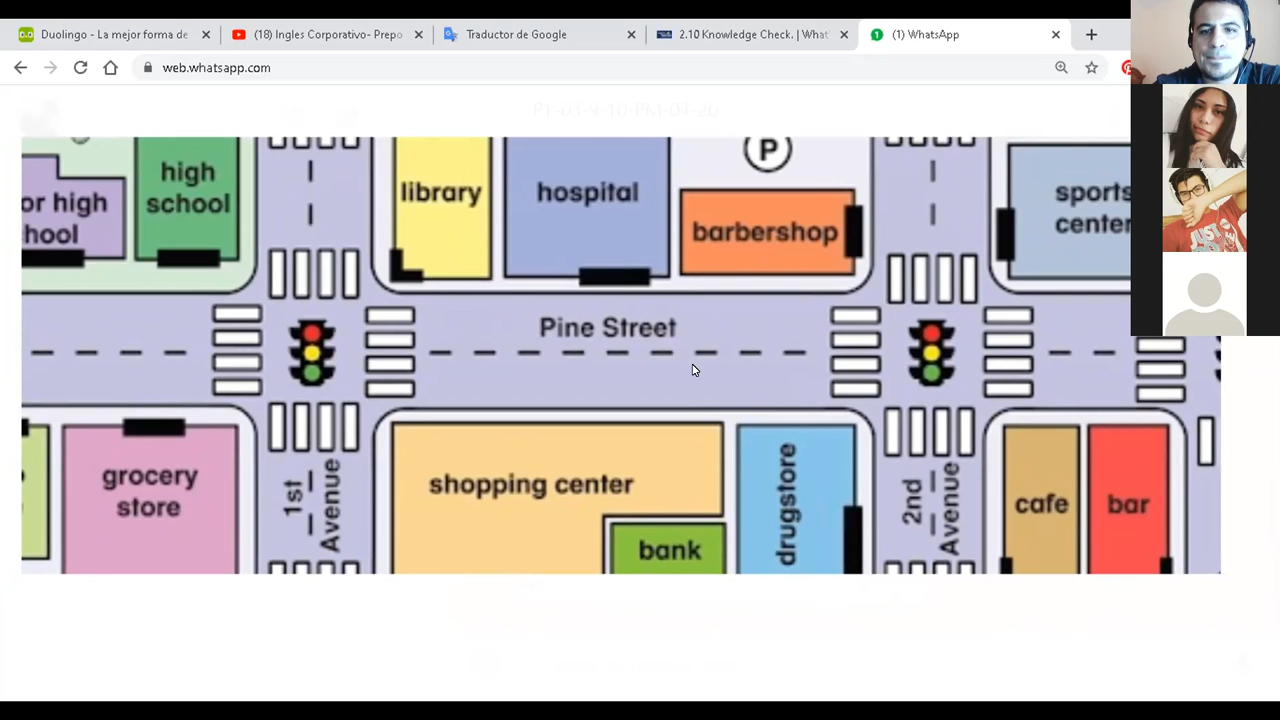 Duolingo - La mejor forma de
(18) Ingles Corporativo- Prepo
Traductor de Google
2.10 Knowledge Check. | What'
(1) WhatsApp
web.whatsapp.com
P
high
school
or high
hool
library
hospital
barbershop
sports
center
Pine Street
grocery
store
1st
Avenue
shopping center
bank
drugstore
2nd
Avenue
cafe
bar